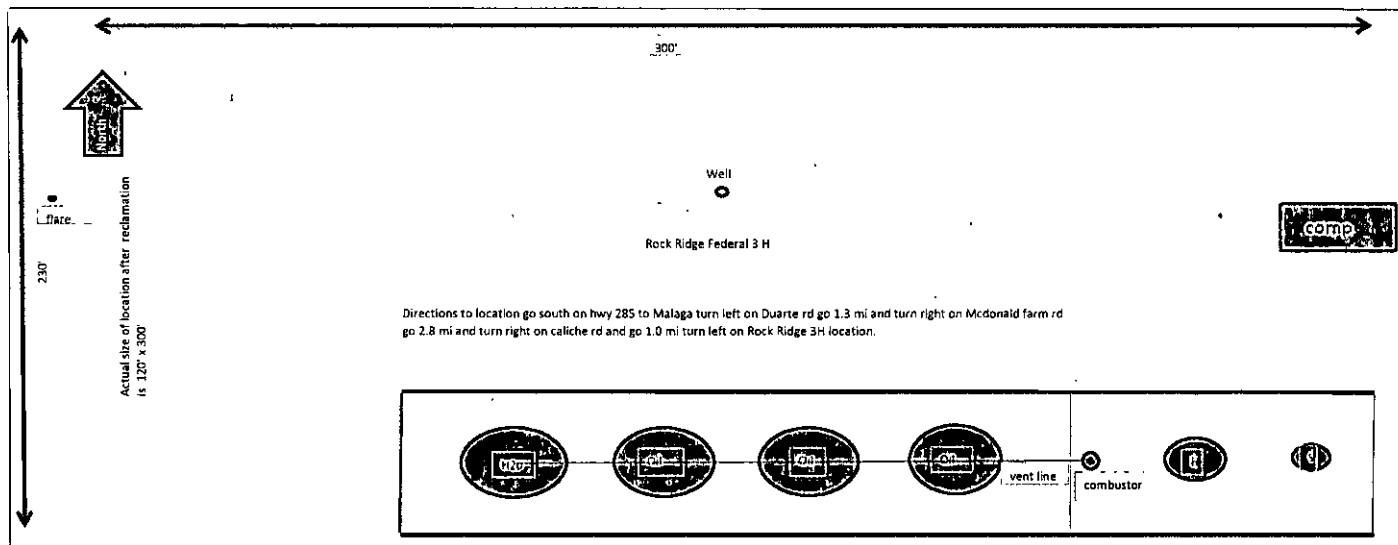 300'
North
Well
flare
comp
Rock Ridge Federal 3 H
230'
Actual size of location after reclamation
is 120' x 300'
Directions to location go south on hwy 285 to Malaga turn left on Duarte rd go 1.3 mi and turn right on Mcdonald farm rd
go 2.8 mi and turn right on caliche rd and go 1.0 mi turn left on Rock Ridge 3H location.
H2o
Oil
Oil
Oil
vent line
combustor